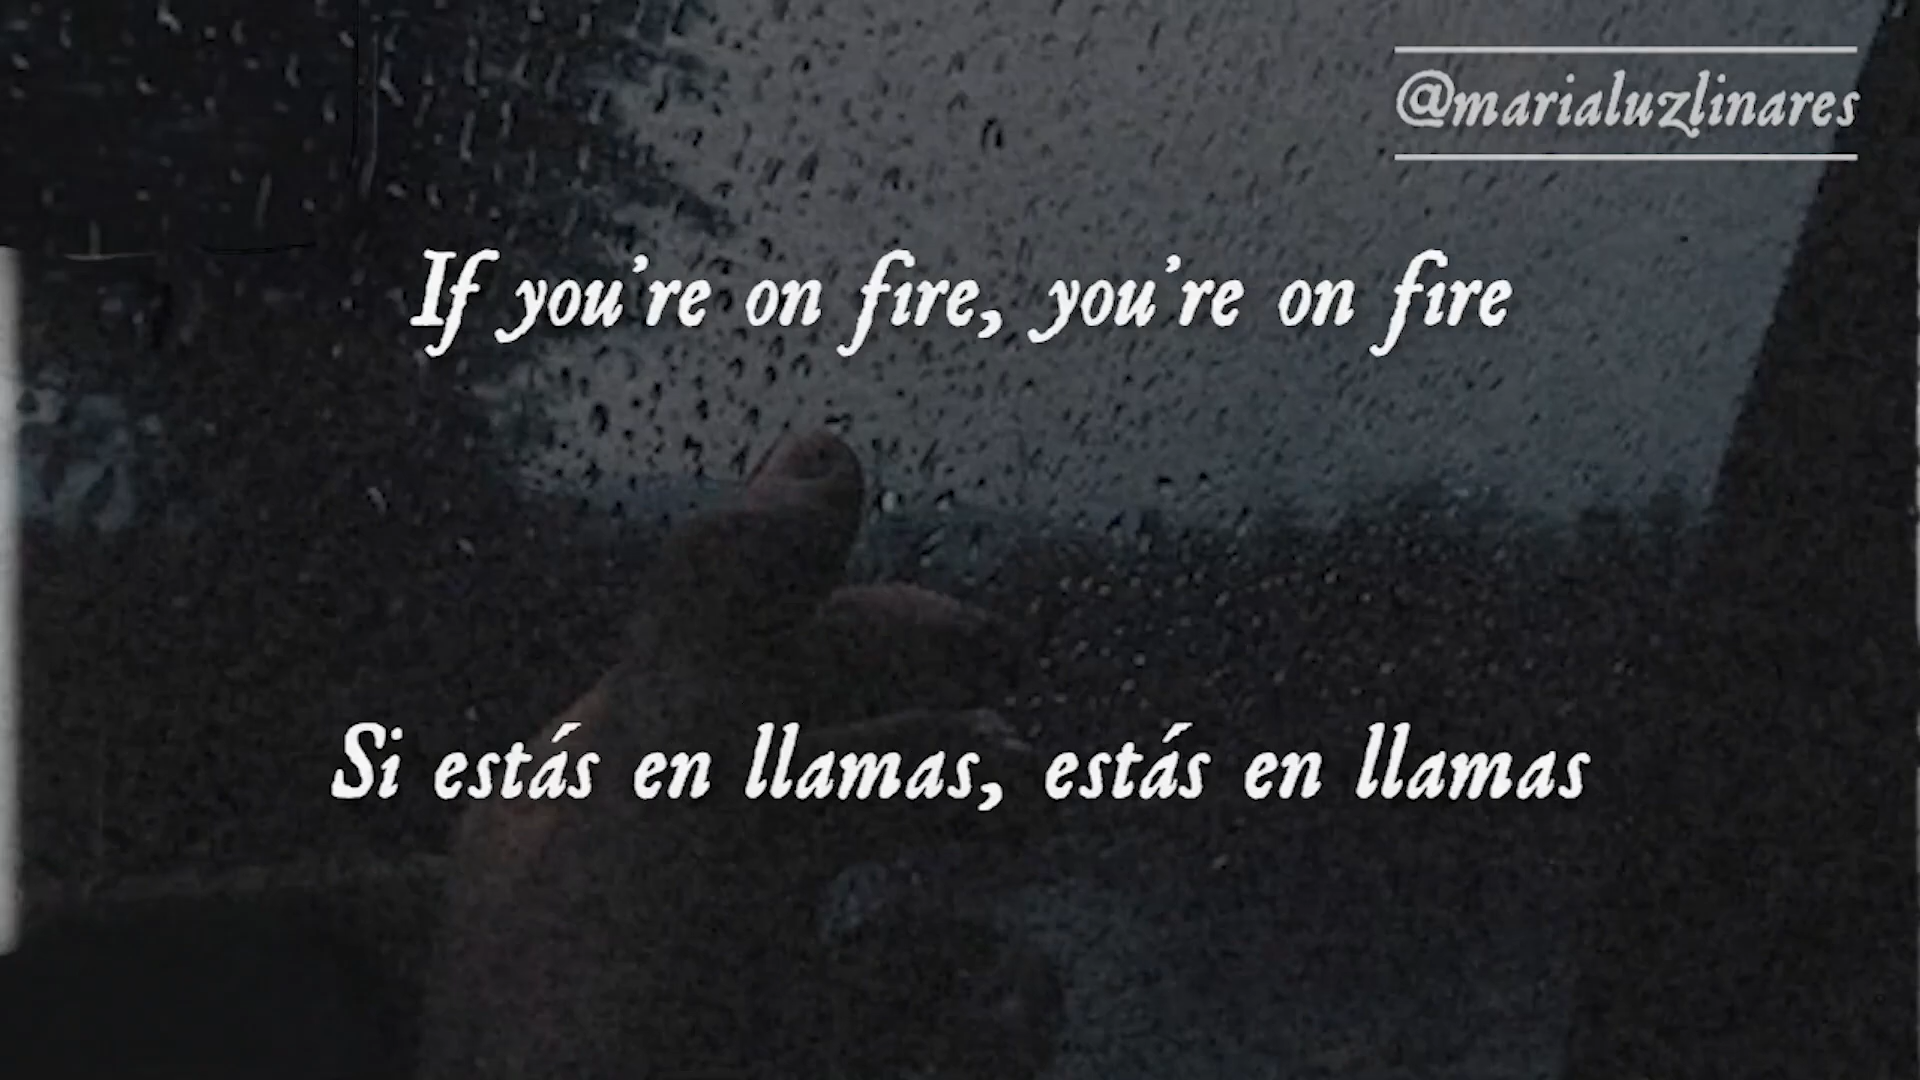 @marialuzlinares
If you're on fire, you're on fire
Si estás en llamas, estás en llamas